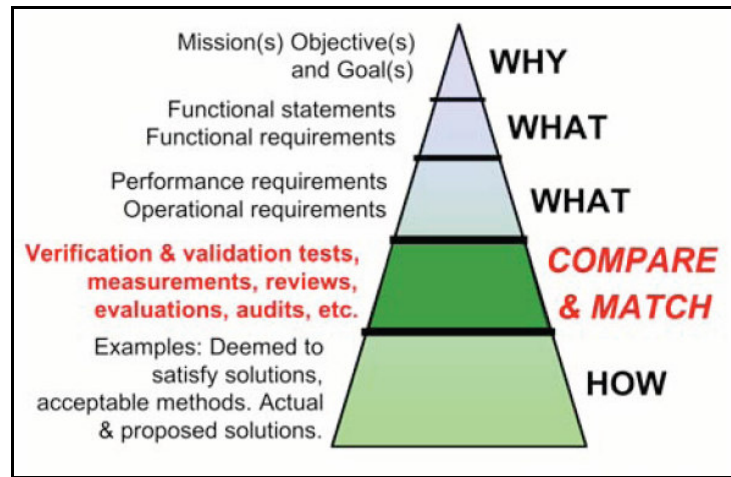 Mission(s) Objective(s)
and Goal(s)
WHY
Functional statements
Functional requirements
WHAT
Performance requirements
Operational requirements
WHAT
Verification & validation tests,
measurements, reviews,
evaluations, audits, etc.
COMPARE
& MATCH
Examples: Deemed to
satisfy solutions,
acceptable methods. Actual
& proposed solutions.
HOW